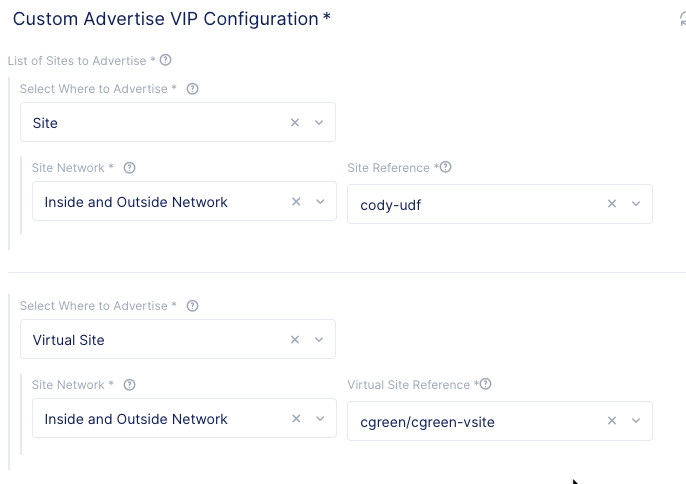 Custom Advertise VIP Configuration *
List of Sites to Advertise *
Select Where to Advertise *
Site
Site Network * Site Reference *
Inside and Outside Network cody-udf
Select Where to Advertise *
Virtual Site
Site Network * Virtual Site Reference *
Inside and Outside Network cgreen/cgreen-vsite